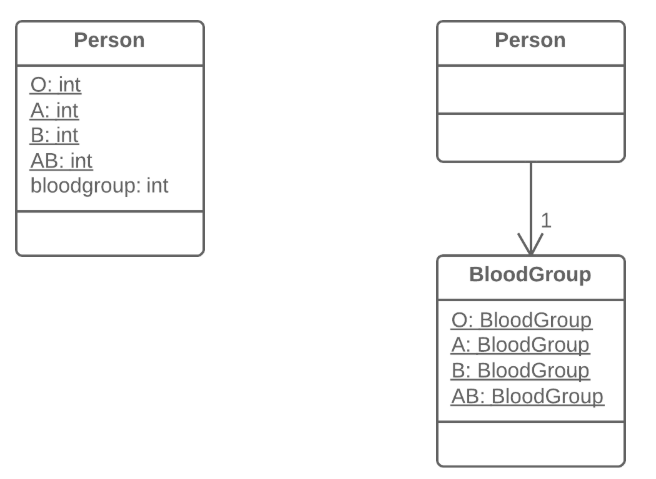 Person
O: int
A: int
B: int
AB: int
bloodgroup: int
Person
1
BloodGroup
O: BloodGroup
A: BloodGroup
B: BloodGroup
AB: BloodGroup